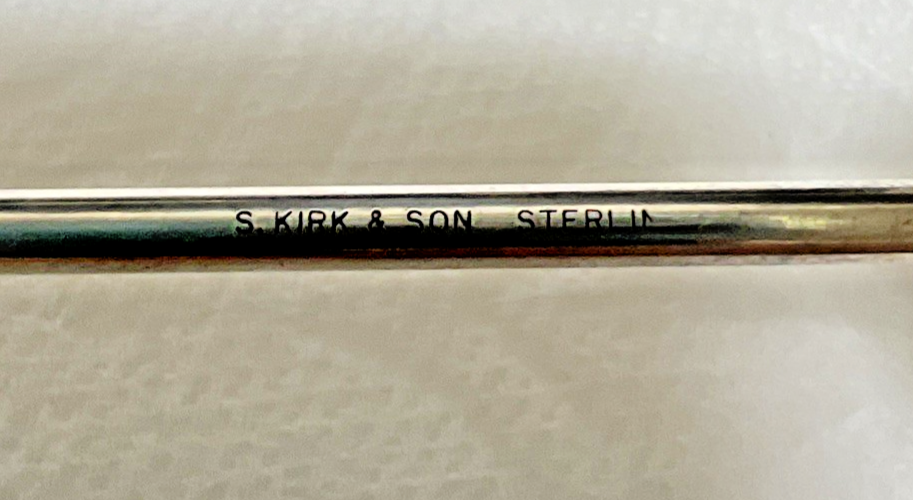 S. KIRK & SON STERLIN